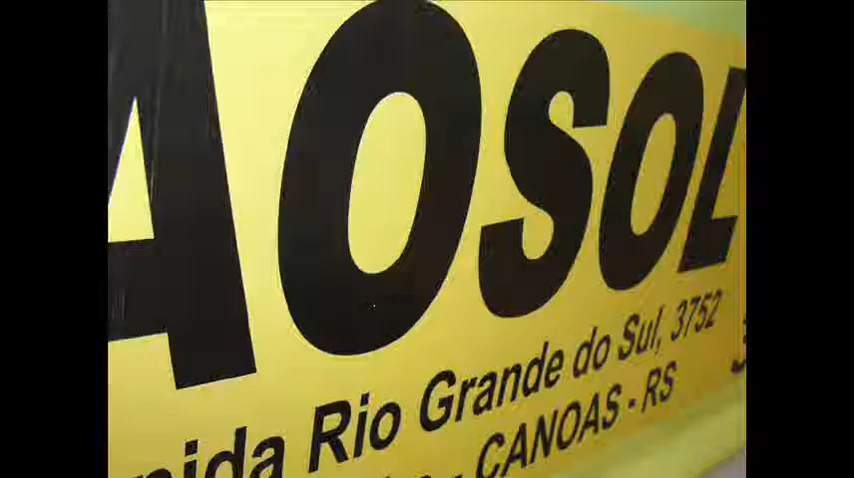 AOSOL
nida Rio Grande do Sul, 3752
- CANOAS - RS